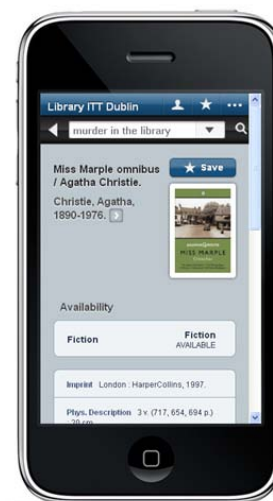 Library ITT Dublin
murder in the library
Miss Marple omnibus
/ Agatha Christie.
Save
Christie, Agatha,
1890-1976.
MISS MARPLE
Availability
Fiction
Fiction
AVAILABLE
Imprint London : HarperCollins, 1997.
Phys. Description 3 v. (717, 654, 694 p.)
; 20 cm